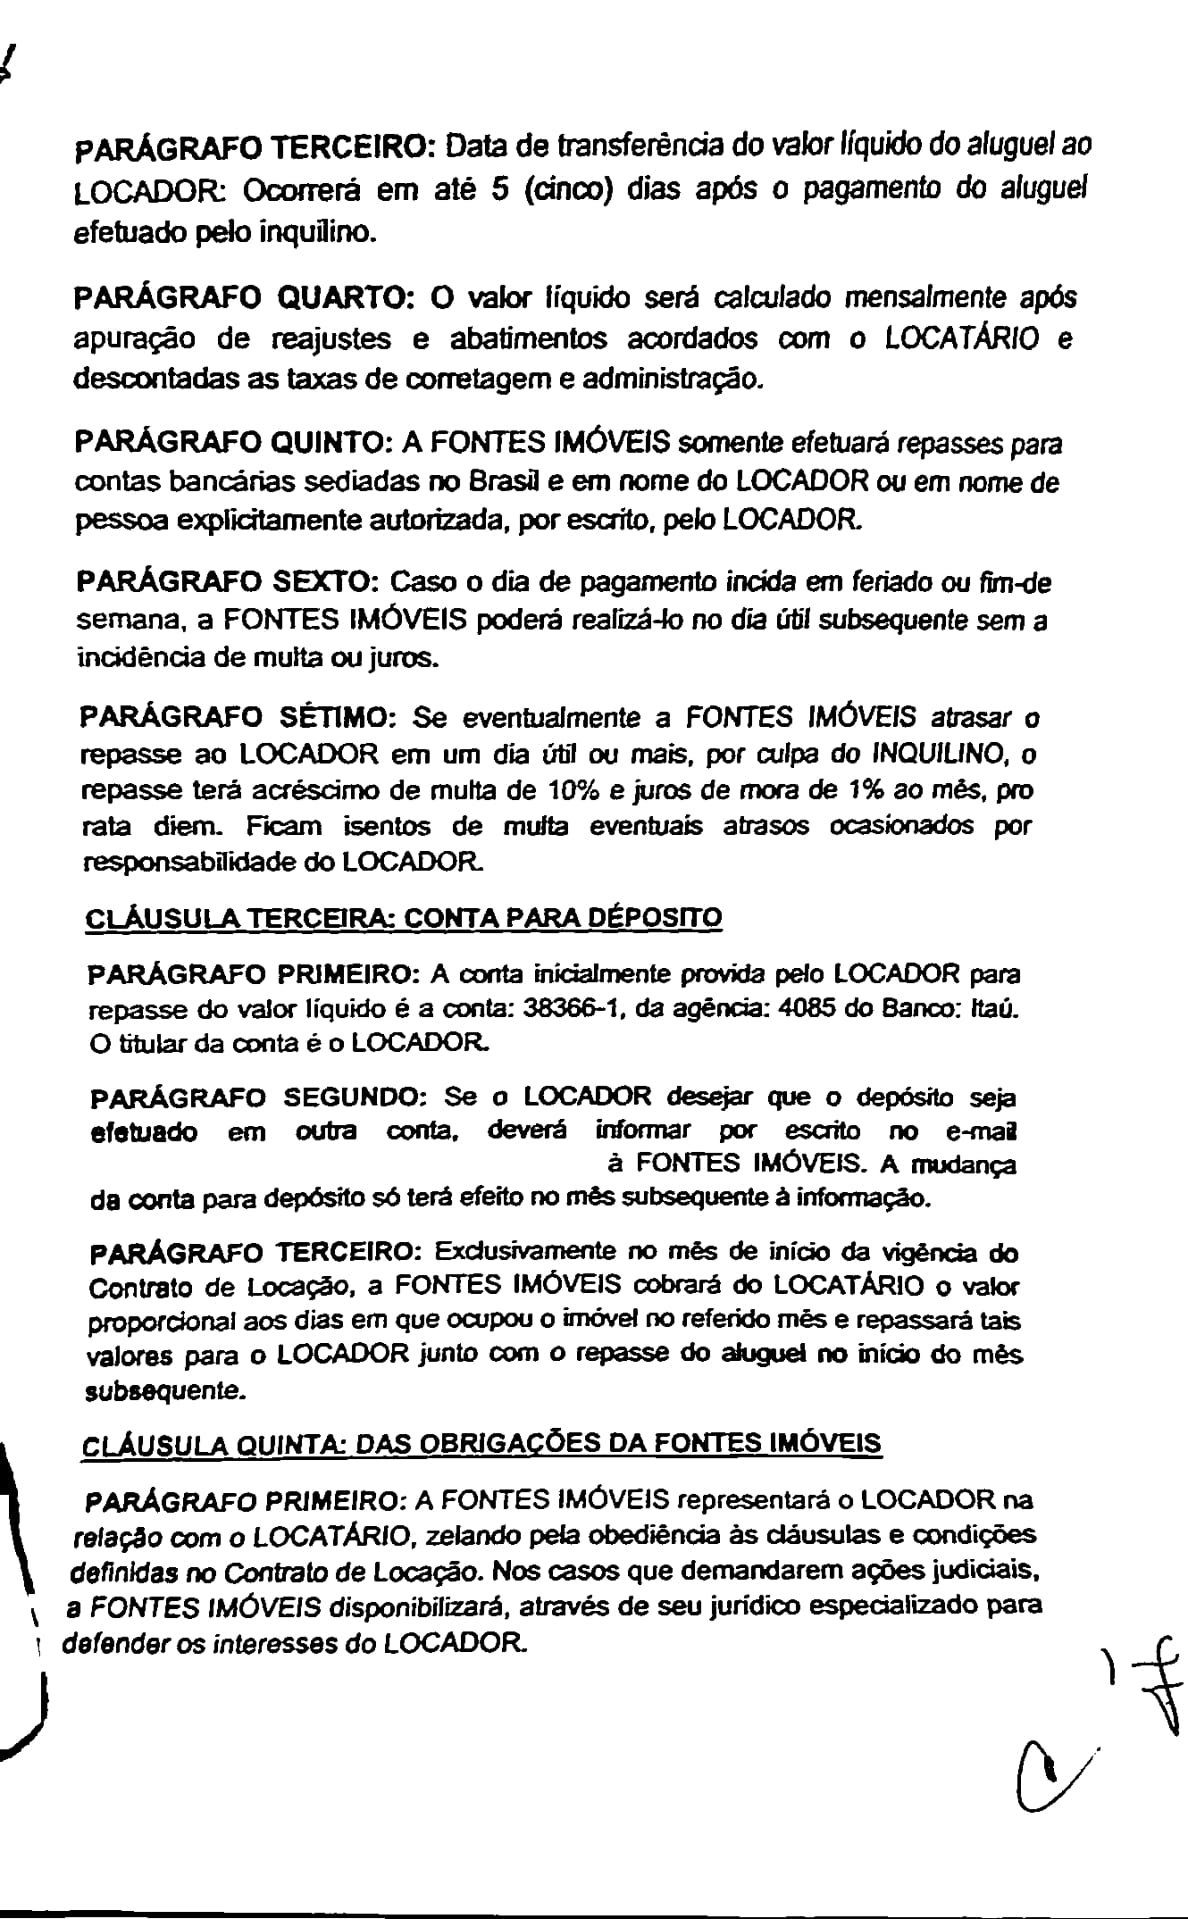 PARÁGRAFO TERCEIRO: Data de transferência do valor líquido do aluguel ao
LOCADOR: Ocorrerá em até 5 (cinco) dias após o pagamento do aluguel
efetuado pelo inquilino.
PARÁGRAFO QUARTO: O valor líquido será calculado mensalmente após
apuração de reajustes e abatimentos acordados com o LOCATÁRIO e
descontadas as taxas de corretagem e administração.
PARÁGRAFO QUINTO: A FONTES IMÓVEIS somente efetuará repasses para
contas bancárias sediadas no Brasil e em nome do LOCADOR ou em nome de
pessoa explicitamente autorizada, por escrito, pelo LOCADOR.
PARÁGRAFO SEXTO: Caso o dia de pagamento incida em feriado ou fim-de
semana, a FONTES IMÓVEIS poderá realizá-lo no dia útil subsequente sem a
incidência de multa ou juros.
PARÁGRAFO SÉTIMO: Se eventualmente a FONTES IMÓVEIS atrasar o
repasse ao LOCADOR em um dia útil ou mais, por culpa do INQUILINO, o
repasse terá acréscimo de multa de 10% e juros de mora de 1% ao mês, pro
rata diem. Ficam isentos de multa eventuais atrasos ocasionados por
responsabilidade do LOCADOR.
CLÁUSULA TERCEIRA: CONTA PARA DÉPOSITO
PARÁGRAFO PRIMEIRO: A conta inicialmente provida pelo LOCADOR para
repasse do valor líquido é a conta: 38366-1, da agência: 4085 do Banco: Itaú.
O titular da conta é o LOCADOR.
PARÁGRAFO SEGUNDO: Se o LOCADOR desejar que o depósito seja
efetuado em outra conta, deverá informar por escrito no e-mail
à FONTES IMÓVEIS. A mudança
da conta para depósito só terá efeito no mês subsequente à informação.
PARÁGRAFO TERCEIRO: Exclusivamente no mês de início da vigência do
Contrato de Locação, a FONTES IMÓVEIS cobrará do LOCATÁRIO o valor
proporcional aos dias em que ocupou o imóvel no referido mês e repassará tais
valores para o LOCADOR junto com o repasse do aluguel no início do mês
subsequente.
CLÁUSULA QUINTA: DAS OBRIGAÇÕES DA FONTES IMÓVEIS
PARÁGRAFO PRIMEIRO: A FONTES IMÓVEIS representará o LOCADOR na
relação com o LOCATÁRIO, zelando pela obediência às cláusulas e condições
definidas no Contrato de Locação. Nos casos que demandarem ações judiciais,
a FONTES IMÓVEIS disponibilizará, através de seu jurídico especializado para
defender os interesses do LOCADOR.